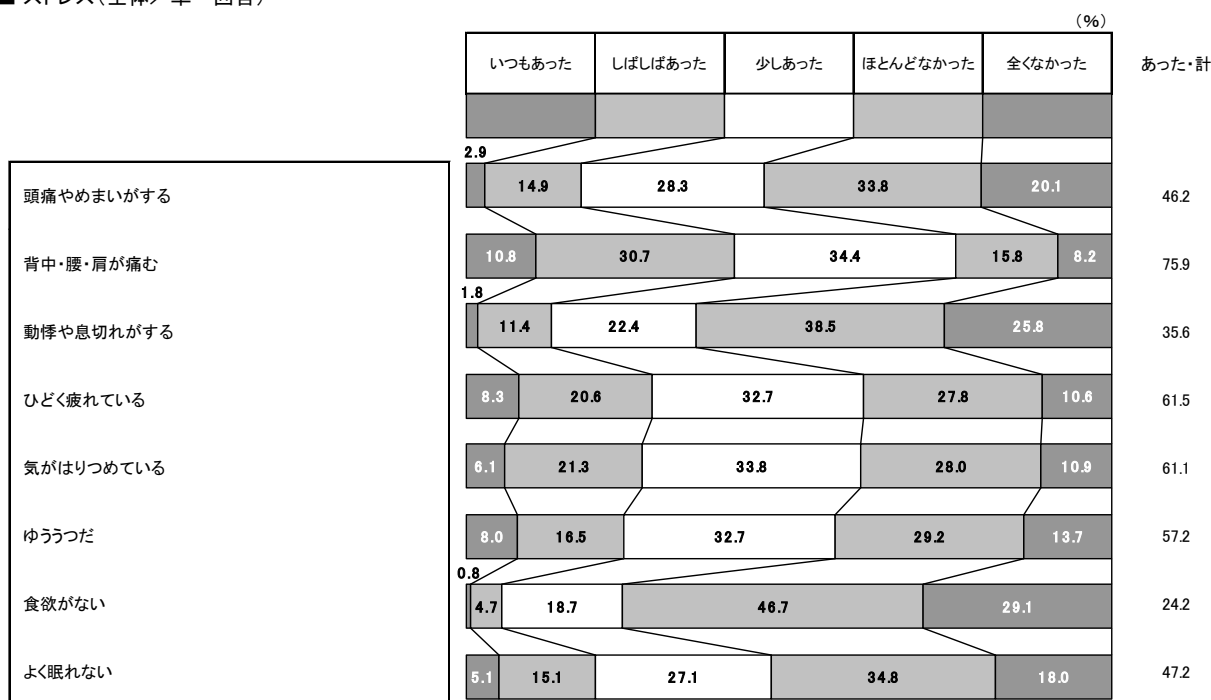 ■ ストレス(全体/単一回答)
(%)
いつもあった しばしばあった 少しあった ほとんどなかった 全くなかった あった・計
2.9
頭痛やめまいがする 14.9 28.3 33.8 20.1 46.2
背中・腰・肩が痛む 10.8 30.7 34.4 15.8 8.2 75.9
1.8
動悸や息切れがする 11.4 22.4 38.5 25.8 35.6
ひどく疲れている 8.3 20.6 32.7 27.8 10.6 61.5
気がはりつめている 6.1 21.3 33.8 28.0 10.9 61.1
ゆううつだ 8.0 16.5 32.7 29.2 13.7 57.2
0.8
食欲がない 4.7 18.7 46.7 29.1 24.2
よく眠れない 5.1 15.1 27.1 34.8 18.0 47.2